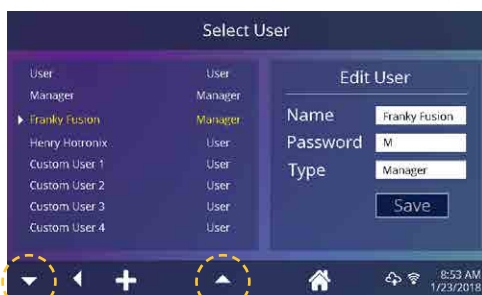 Select User
User User
Manager Manager
Franky Fusion Manager
Henry Hotronix User
Custom User 1 User
Custom User 2 User
Custom User 3 User
Custom User 4 User
Edit User
Name Franky Fusion
Password M
Type Manager
Save
8:53 AM
1/23/2018